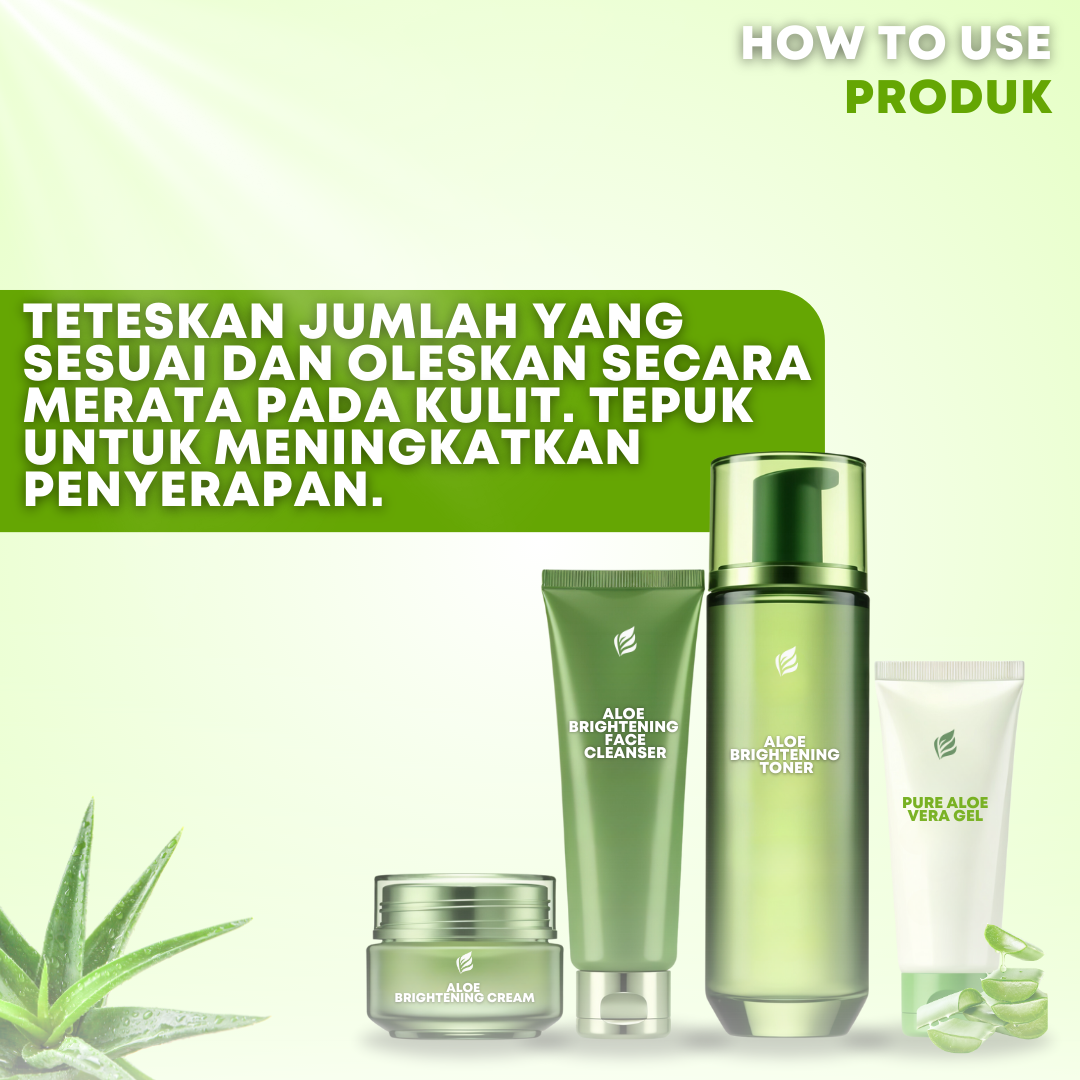 HOW TO USE
PRODUK
TETESKAN JUMLAH YANG
SESUAI DAN OLESKAN SECARA
MERATA PADA KULIT. TEPUK
UNTUK MENINGKATKAN
PENYERAPAN.
ALOE
BRIGHTENING CREAM
ALOE
BRIGHTENING
FACE
CLEANSER
ALOE
BRIGHTENING
TONER
PURE ALOE
VERA GEL